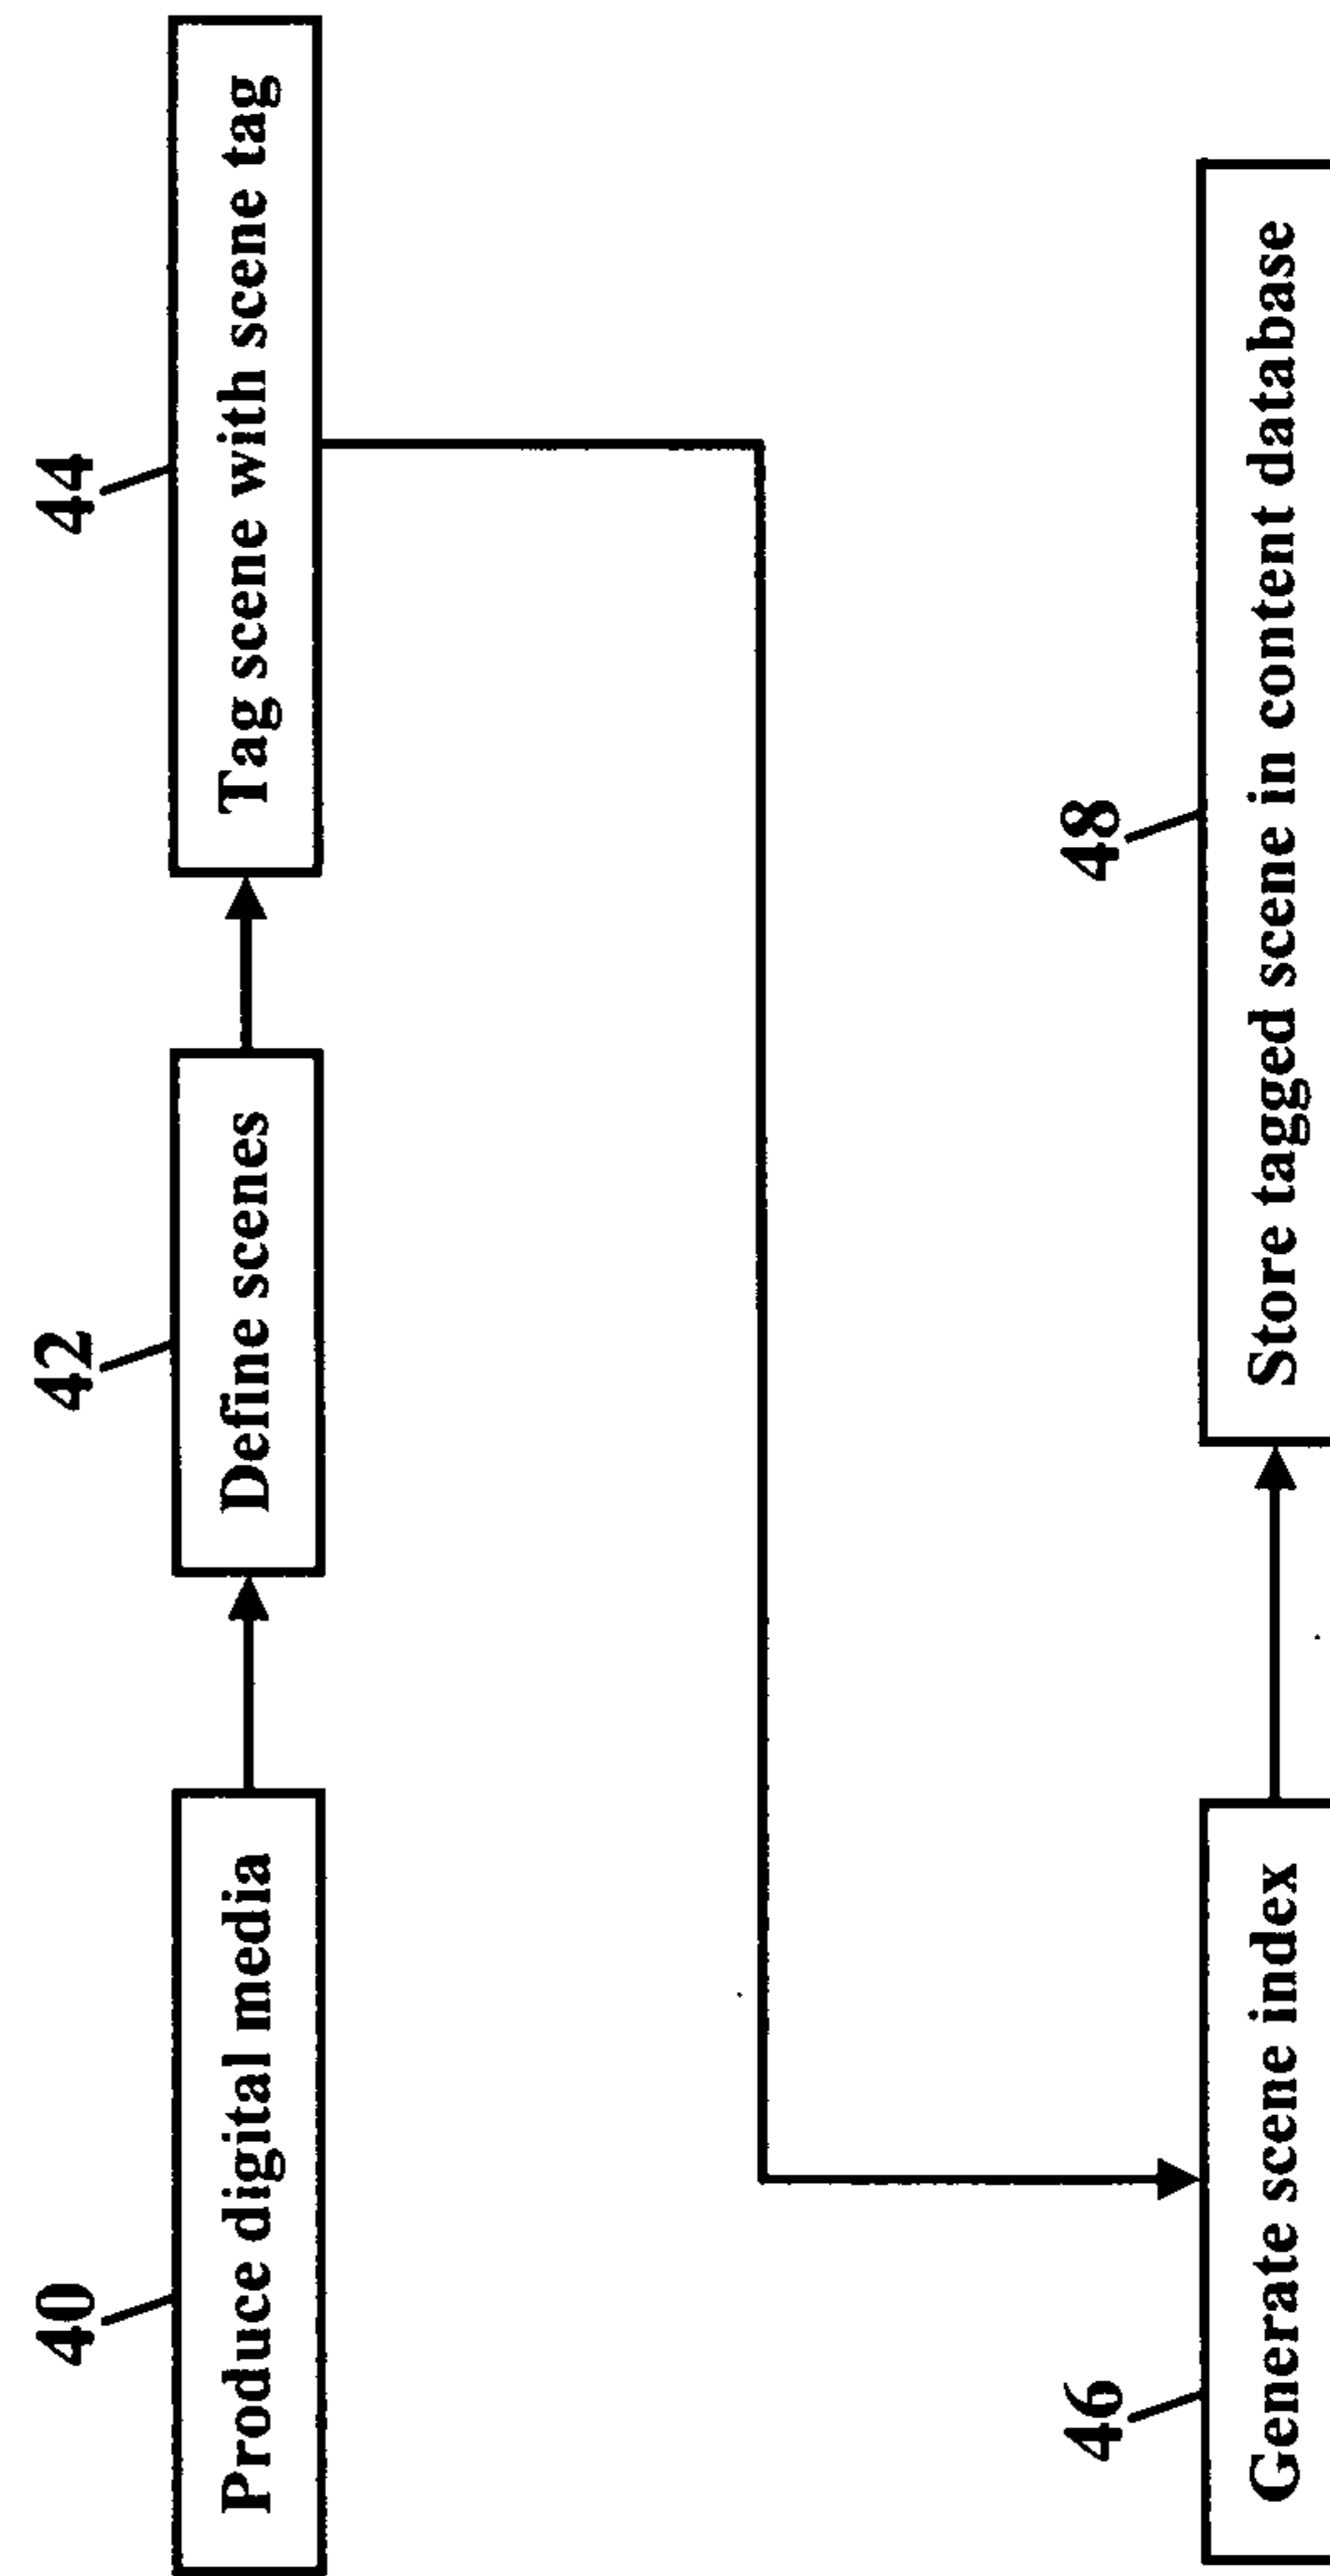 40
Produce digital media
42
Define scenes
44
Tag scene with scene tag
46
Generate scene index
48
Store tagged scene in content database